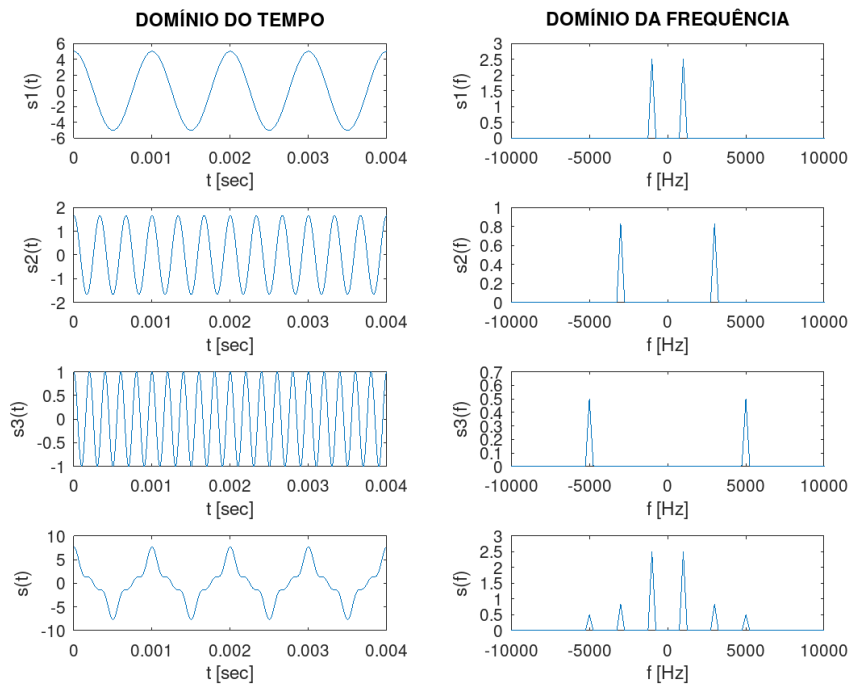 DOMÍNIO DO TEMPO
6
4
2
0
-2
-4
-6
s1(t)
0 0.001 0.002 0.003 0.004
t [sec]
DOMÍNIO DA FREQUÊNCIA
3
2.5
2
1.5
1
0.5
0
s1(f)
-10000 -5000 0 5000 10000
f [Hz]
2
1
0
-1
-2
s2(t)
0 0.001 0.002 0.003 0.004
t [sec]
1
0.8
0.6
0.4
0.2
0
s2(f)
-10000 -5000 0 5000 10000
f [Hz]
1
0.5
0
-0.5
-1
s3(t)
0 0.001 0.002 0.003 0.004
t [sec]
0.7
0.6
0.5
0.4
0.3
0.2
0.1
0
s3(f)
-10000 -5000 0 5000 10000
f [Hz]
10
5
0
-5
-10
s(t)
0 0.001 0.002 0.003 0.004
t [sec]
3
2.5
2
1.5
1
0.5
0
s(f)
-10000 -5000 0 5000 10000
f [Hz]